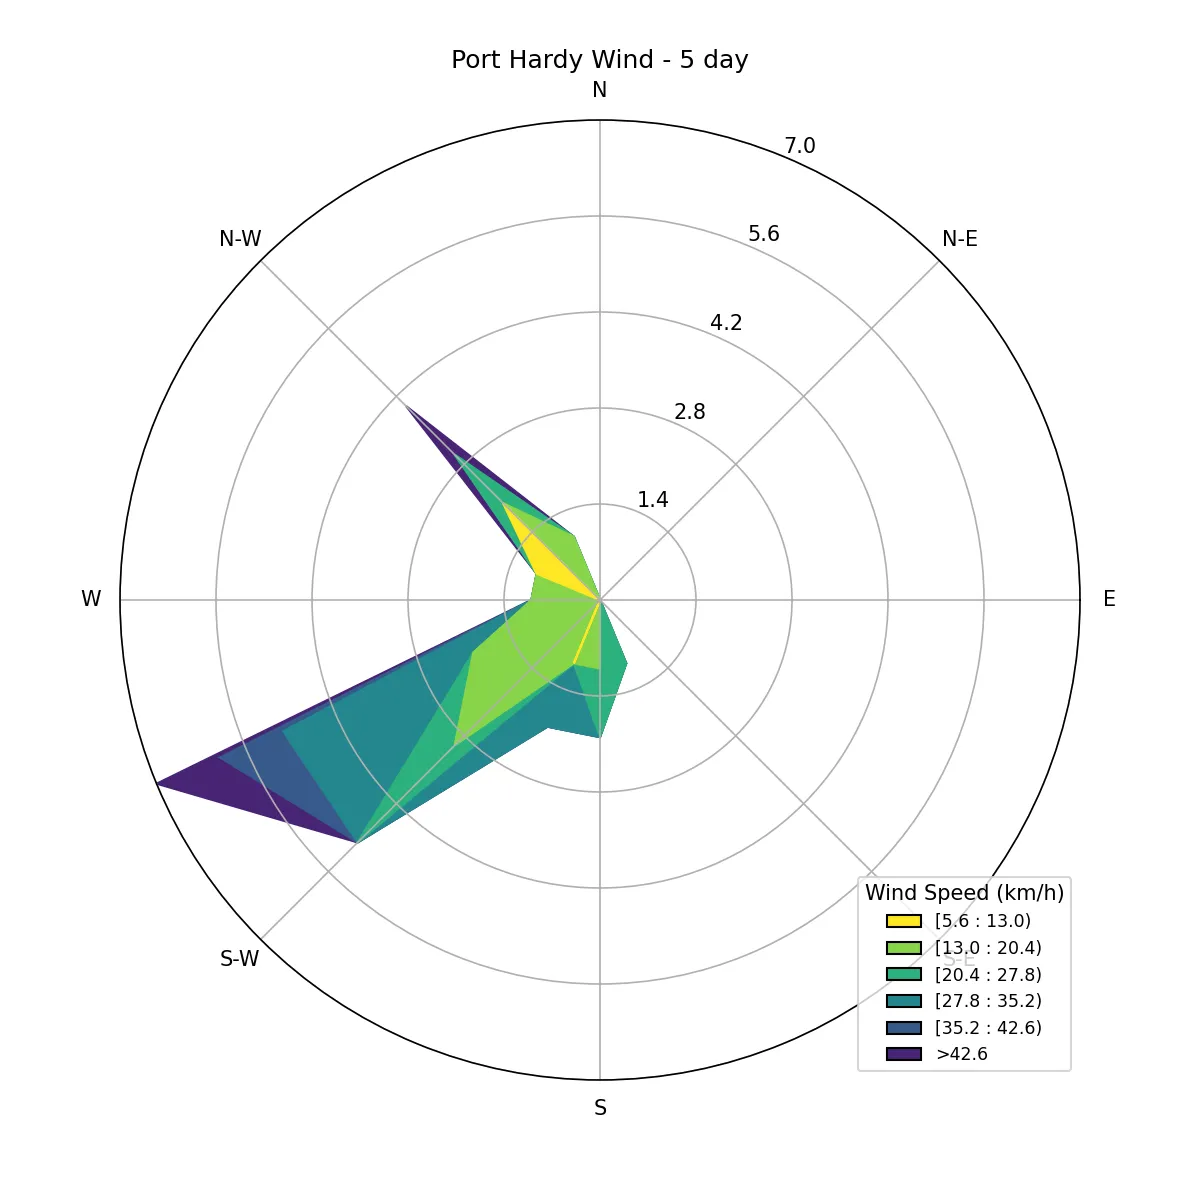 Port Hardy Wind - 5 day
N
7.0
5.6
N-W
N-E
4.2
2.8
1.4
W
E
S-W
S-E
S
Wind Speed (km/h)
[5.6 : 13.0)
[13.0 : 20.4)
[20.4 : 27.8)
[27.8 : 35.2)
[35.2 : 42.6)
>42.6